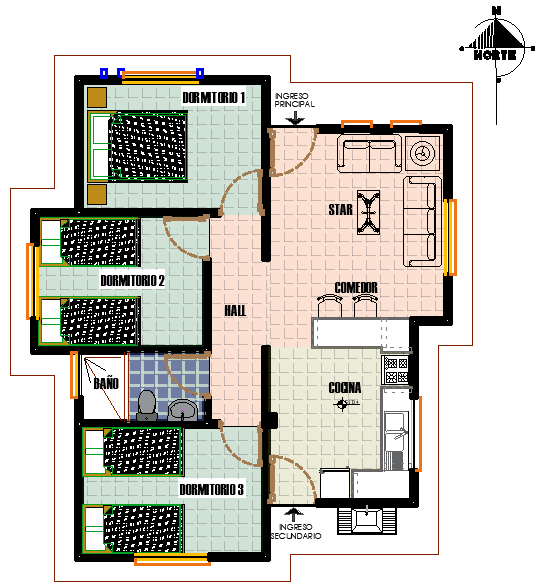 N
NORTE
DORMITORIO 1
INGRESO
PRINCIPAL
STAR
DORMITORIO 2
COMEDOR
HALL
BAÑO
COCINA
DORMITORIO 3
INGRESO
SECUNDARIO